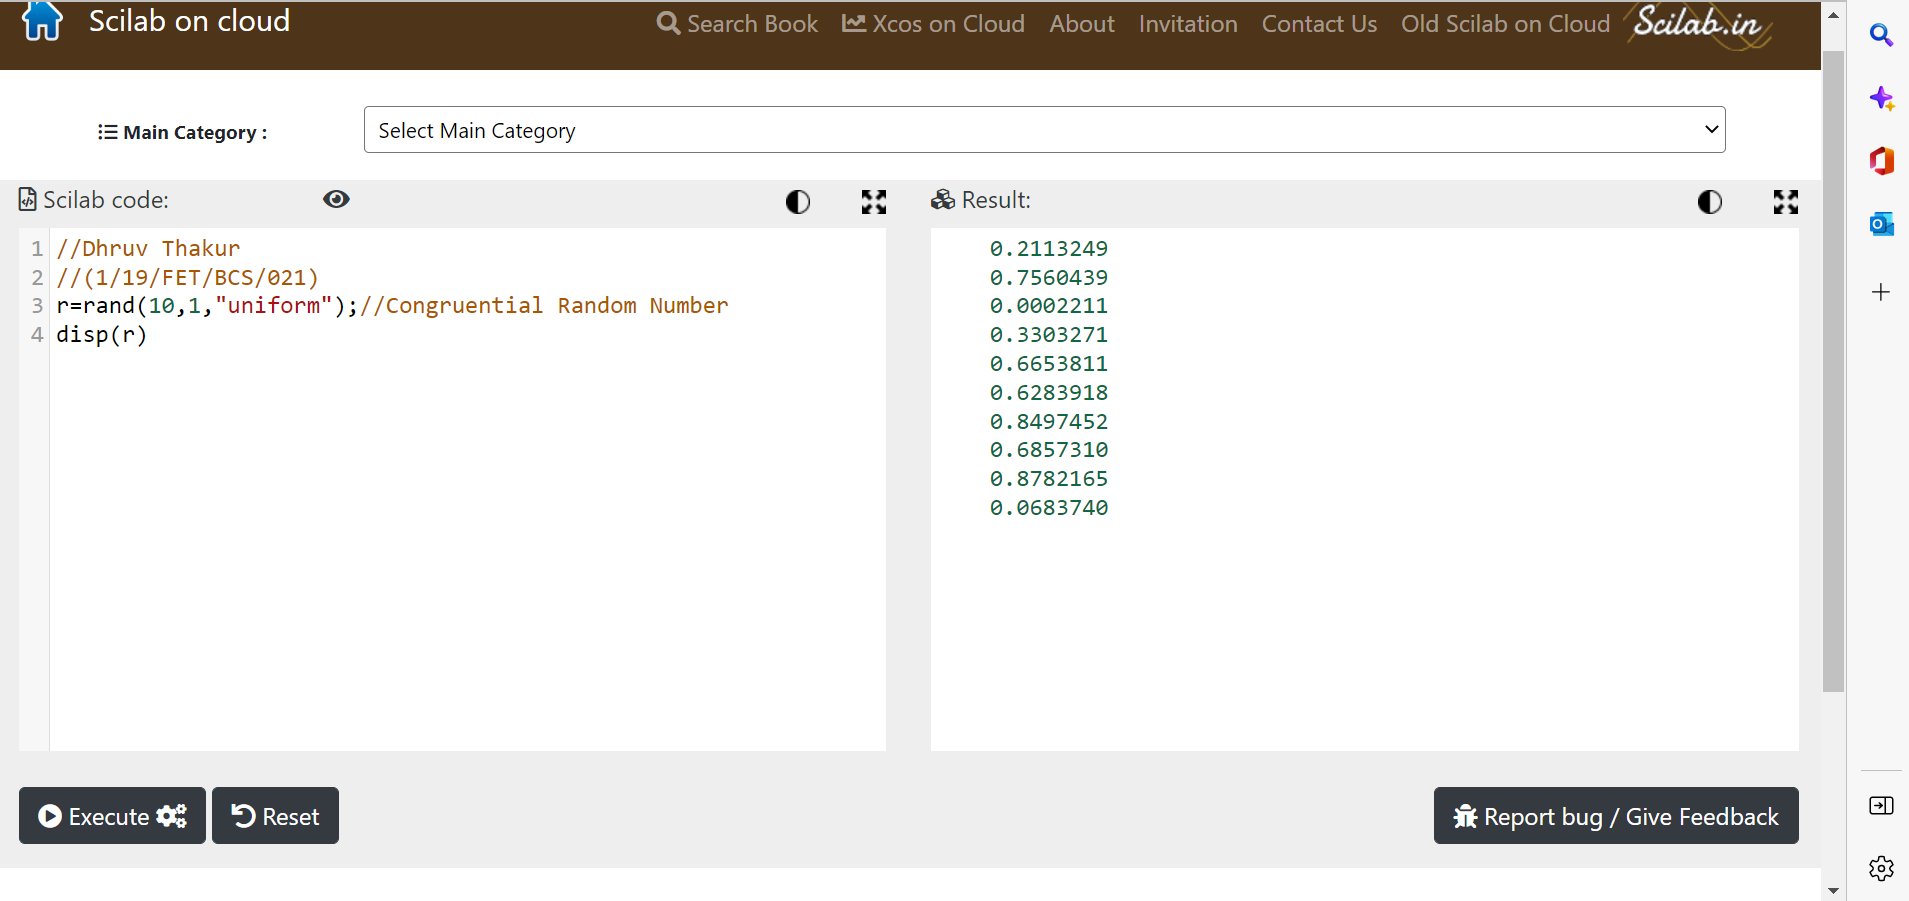 Scilab on cloud
Search Book Xcos on Cloud About Invitation Contact Us Old Scilab on Cloud Scilab.in
Main Category :
Select Main Category
Scilab code:
1 //Dhruv Thakur
2 //(1/19/FET/BCS/021)
3 r=rand(10,1,"uniform");//Congruential Random Number
4 disp(r)
Result:
0.2113249
0.7560439
0.0002211
0.3303271
0.6653811
0.6283918
0.8497452
0.6857310
0.8782165
0.0683740
Execute
Reset
Report bug / Give Feedback